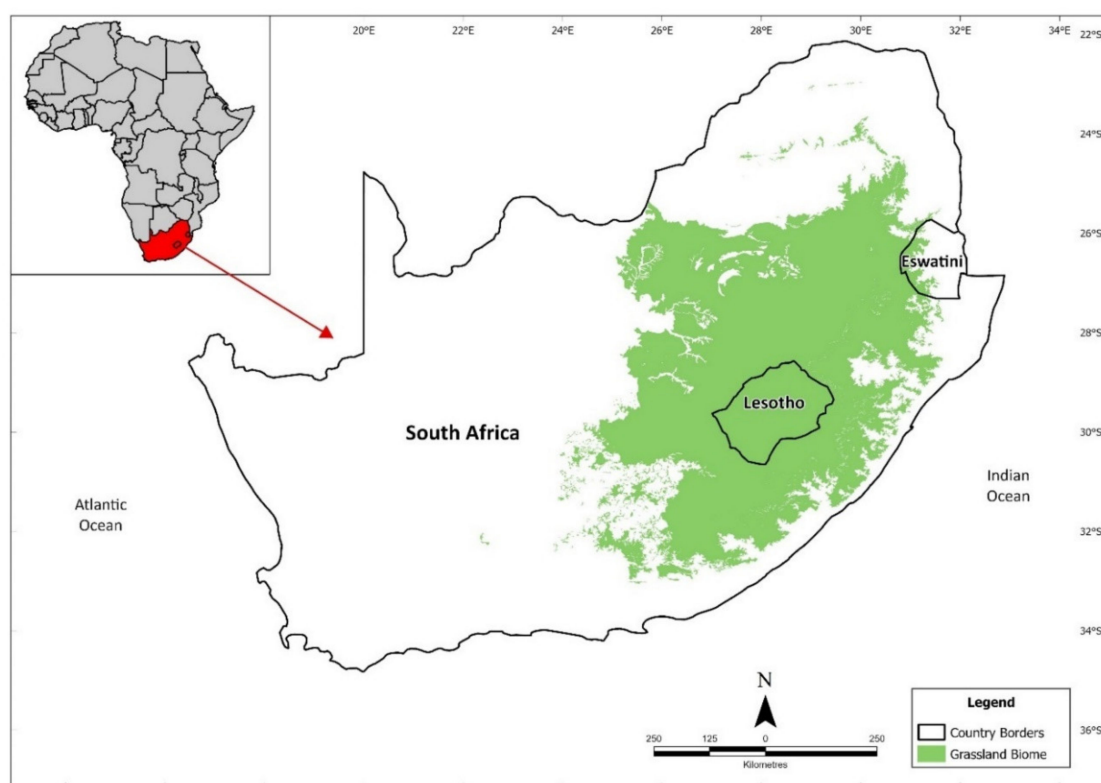 20°E
22°E
24°E
26°E
28°E
30°E
32°E
34°E
22°S
24°S
26°S
Eswatini
28°S
Lesotho
South Africa
30°S
Atlantic
Ocean
Indian
Ocean
32°S
34°S
N
Legend
Country Borders
Grassland Biome
36°S
250
125
0
250
Kilometres